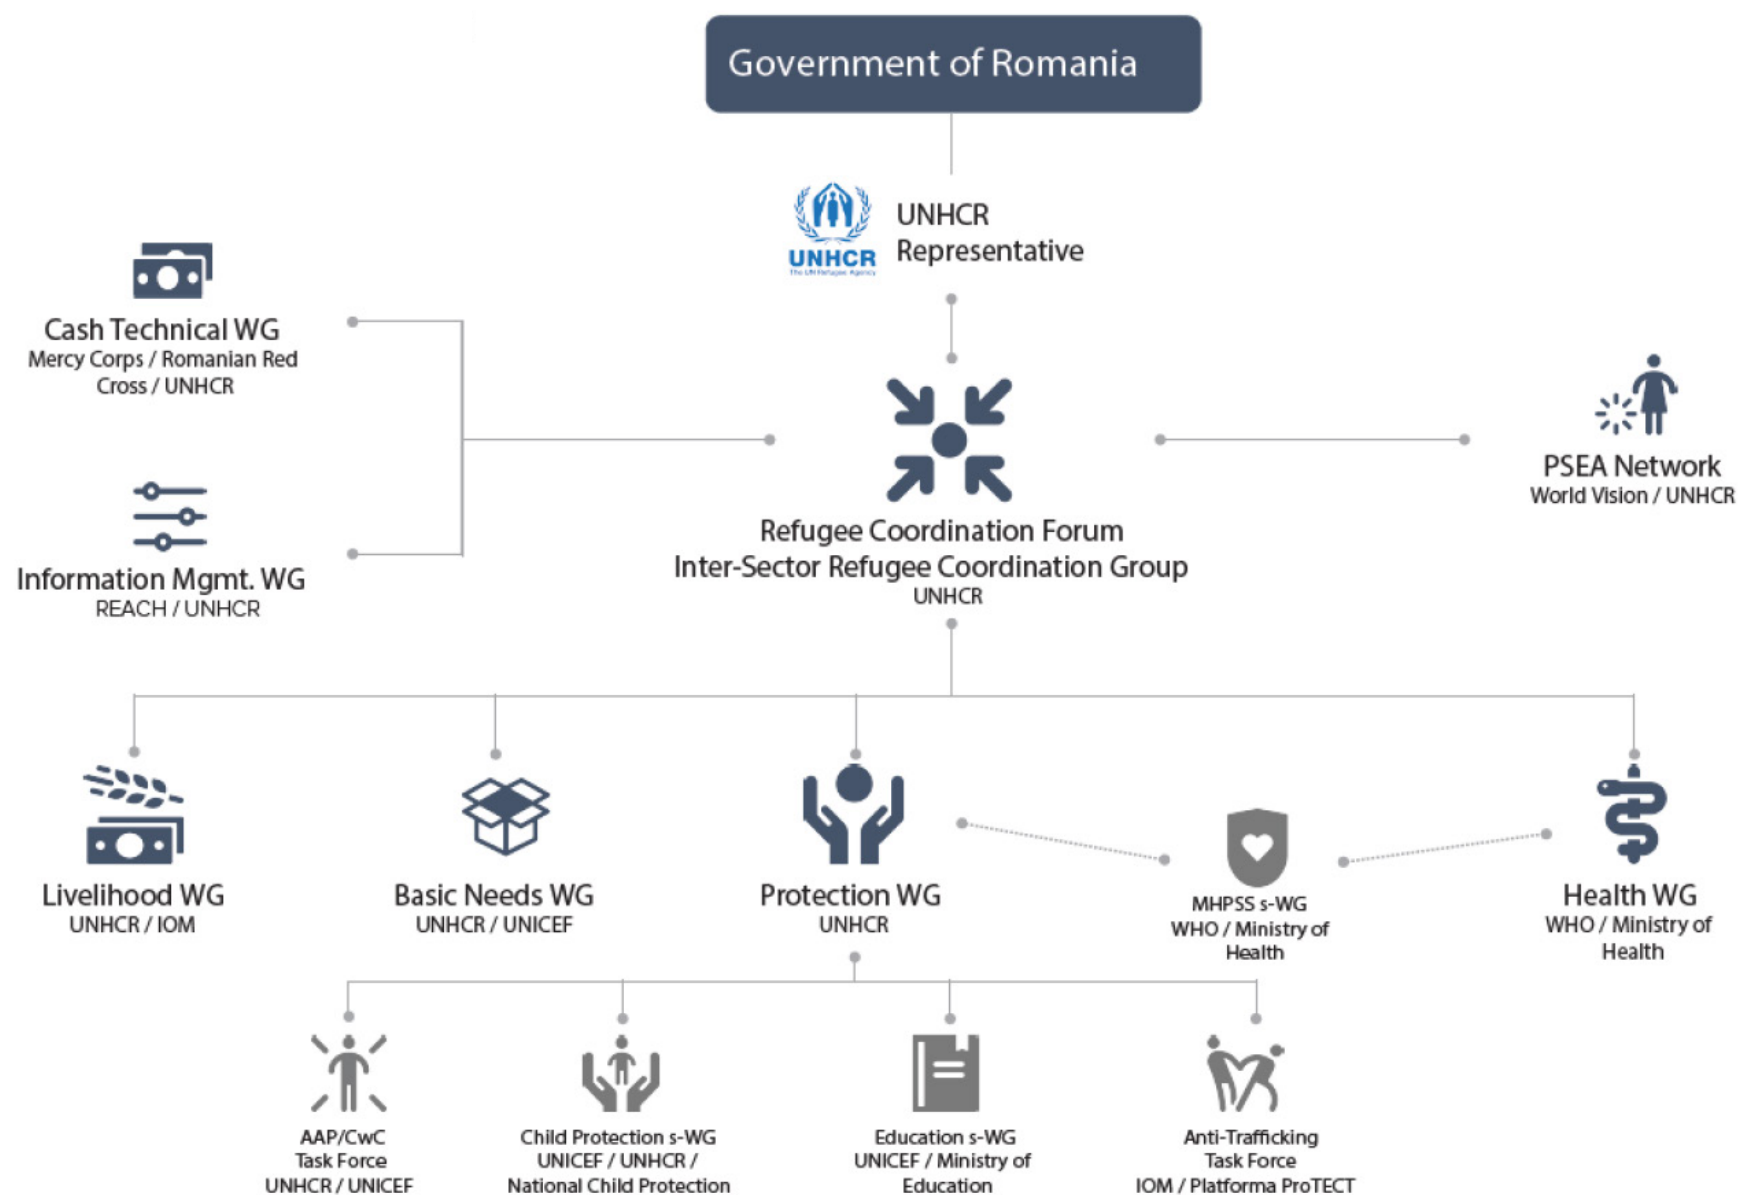 Government of Romania
UNHCR
The UN Refugee Agency
UNHCR
Representative
Cash Technical WG
Mercy Corps / Romanian Red
Cross / UNHCR
Information Mgmt. WG
REACH / UNHCR
Refugee Coordination Forum
Inter-Sector Refugee Coordination Group
UNHCR
PSEA Network
World Vision / UNHCR
Livelihood WG
UNHCR / IOM
Basic Needs WG
UNHCR / UNICEF
Protection WG
UNHCR
MHPSS s-WG
WHO / Ministry of
Health
Health WG
WHO / Ministry of
Health
AAP/CwC
Task Force
UNHCR / UNICEF
Child Protection s-WG
UNICEF / UNHCR /
National Child Protection
Education s-WG
UNICEF / Ministry of
Education
Anti-Trafficking
Task Force
IOM / Platforma ProTECT